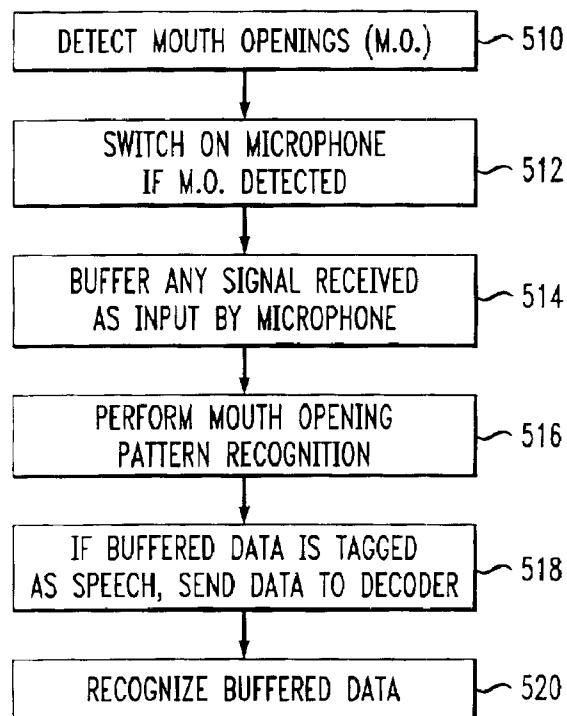 DETECT MOUTH OPENINGS (M.O.) 510
SWITCH ON MICROPHONE
IF M.O. DETECTED 512
BUFFER ANY SIGNAL RECEIVED
AS INPUT BY MICROPHONE 514
PERFORM MOUTH OPENING
PATTERN RECOGNITION 516
IF BUFFERED DATA IS TAGGED
AS SPEECH, SEND DATA TO DECODER 518
RECOGNIZE BUFFERED DATA 520